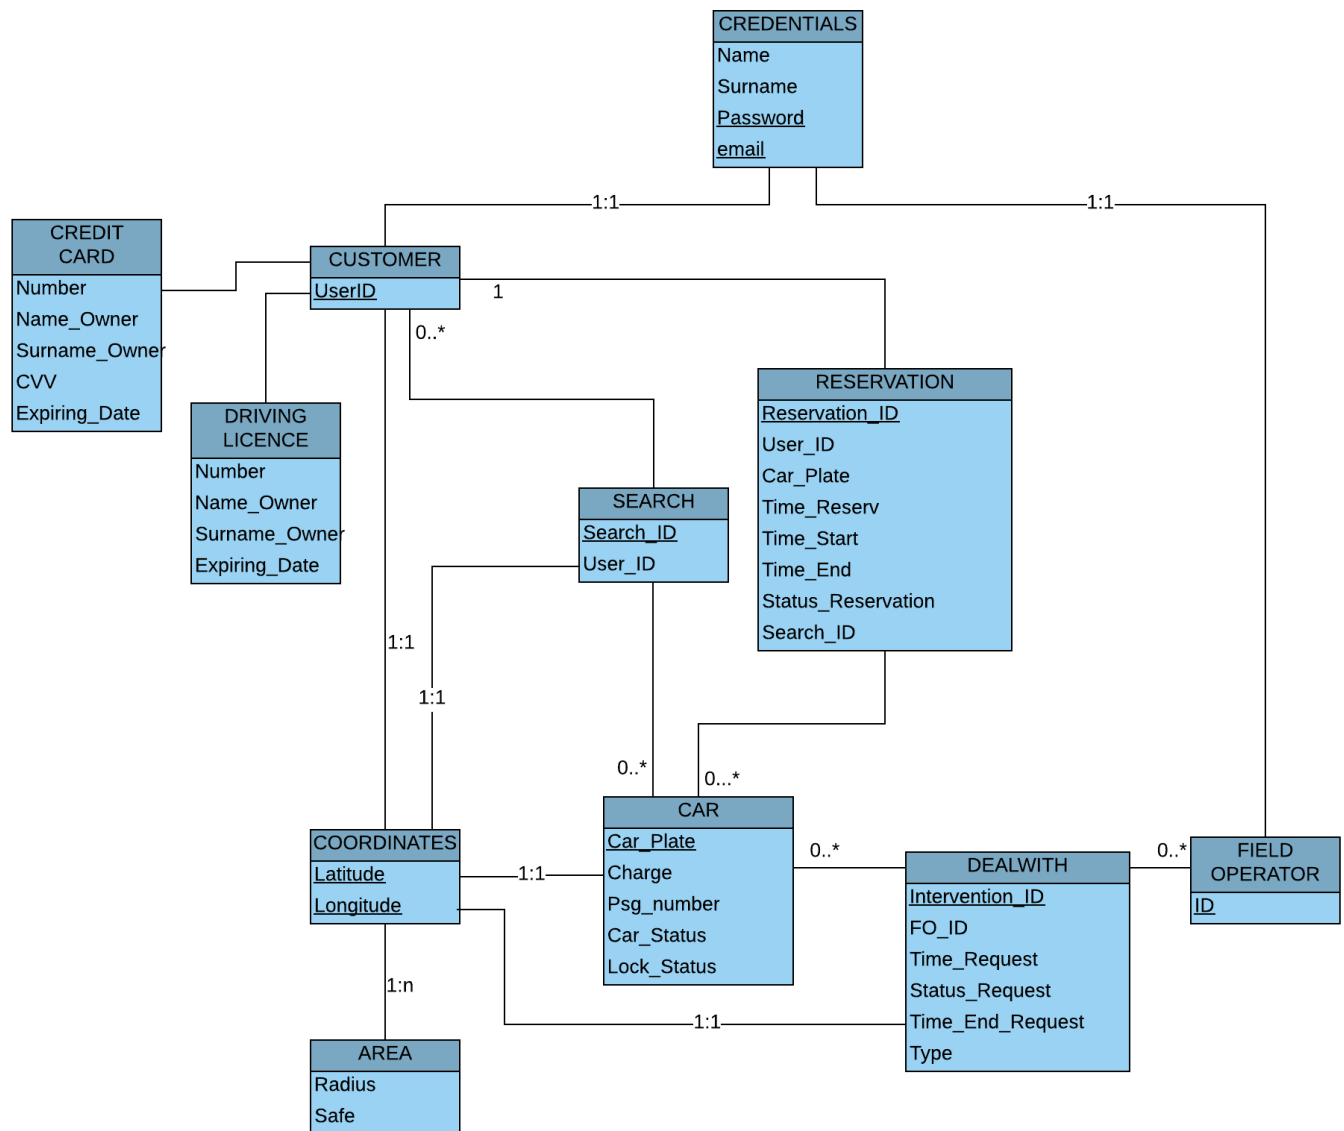 CREDENTIALS
Name
Surname
Password
email
1:1
1:1
CREDIT
CARD
Number
Name_Owner
Surname_Owner
CVV
Expiring_Date
CUSTOMER
UserID
1
0..*
DRIVING
LICENCE
Number
Name_Owner
Surname_Owner
Expiring_Date
RESERVATION
Reservation_ID
User_ID
Car_Plate
Time_Reserv
Time_Start
Time_End
Status_Reservation
Search_ID
SEARCH
Search_ID
User_ID
1:1
1:1
0..*
0...*
COORDINATES
Latitude
Longitude
1:1
CAR
Car_Plate
Charge
Psg_number
Car_Status
Lock_Status
0..*
DEALWITH
Intervention_ID
FO_ID
Time_Request
Status_Request
Time_End_Request
Type
0..*
FIELD
OPERATOR
ID
1:n
1:1
AREA
Radius
Safe